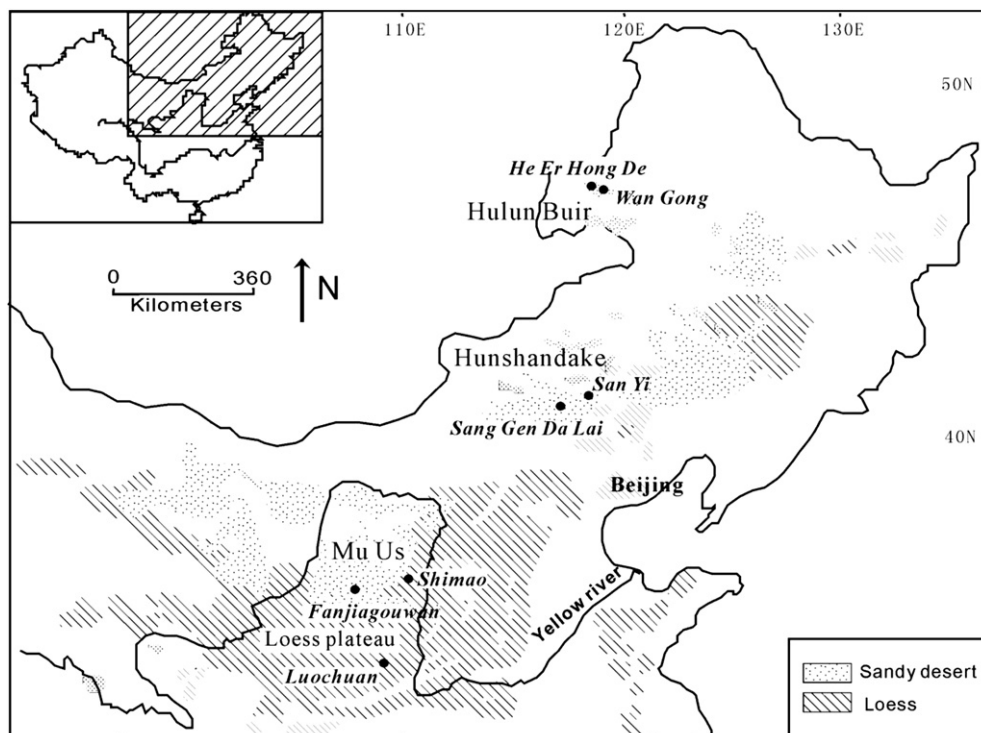 110E
120E
130E
50N
He Er Hong De
Wan Gong
Hulun Buir
0 360
Kilometers
N
Hunshandake
San Yi
Sang Gen Da Lai
40N
Beijing
Mu Us
Shimao
Fanjiagouwan
Yellow river
Loess plateau
Luochuan
Sandy desert
Loess